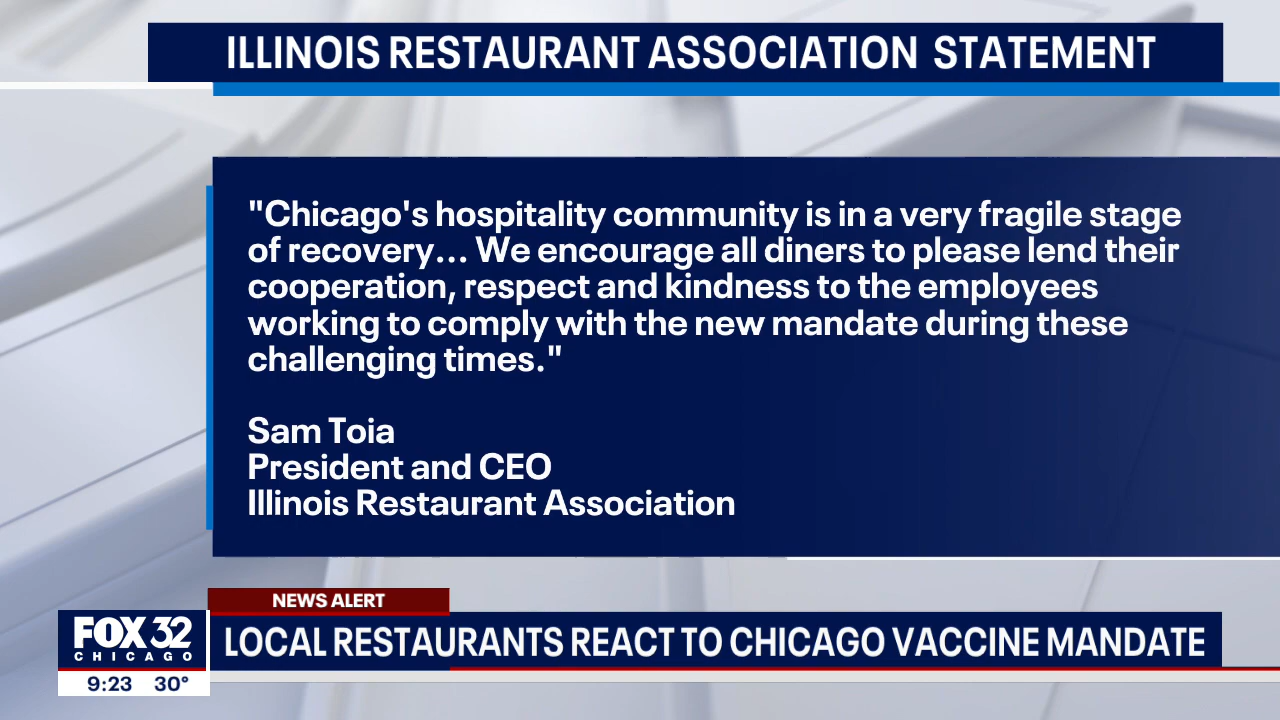 ILLINOIS RESTAURANT ASSOCIATION STATEMENT
"Chicago's hospitality community is in a very fragile stage
of recovery... We encourage all diners to please lend their
cooperation, respect and kindness to the employees
working to comply with the new mandate during these
challenging times."
Sam Toia
President and CEO
Illinois Restaurant Association
NEWS ALERT
FOX 32
CHICAGO
LOCAL RESTAURANTS REACT TO CHICAGO VACCINE MANDATE
9:23 30°